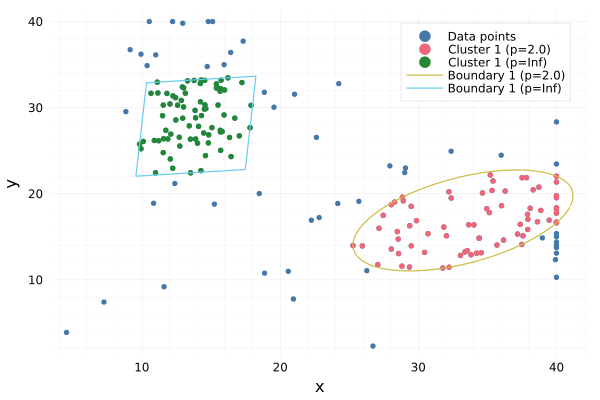 40
30
20
10
y
10
20
30
40
x
Data points
Cluster 1 (p=2.0)
Cluster 1 (p=Inf)
Boundary 1 (p=2.0)
Boundary 1 (p=Inf)